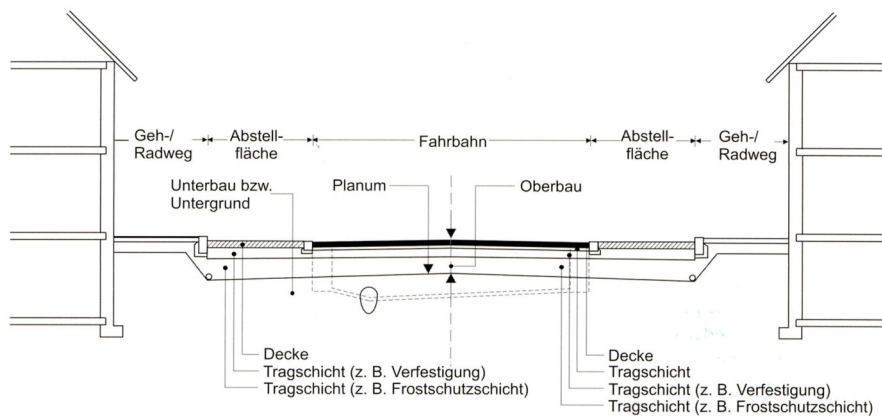 Geh-/
Radweg
Abstell-
fläche
Fahrbahn
Abstell-
fläche
Geh-/
Radweg
Unterbau bzw.
Untergrund
Planum
Oberbau
Decke
Tragschicht (z. B. Verfestigung)
Tragschicht (z. B. Frostschutzschicht)
Decke
Tragschicht
Tragschicht (z. B. Verfestigung)
Tragschicht (z. B. Frostschutzschicht)